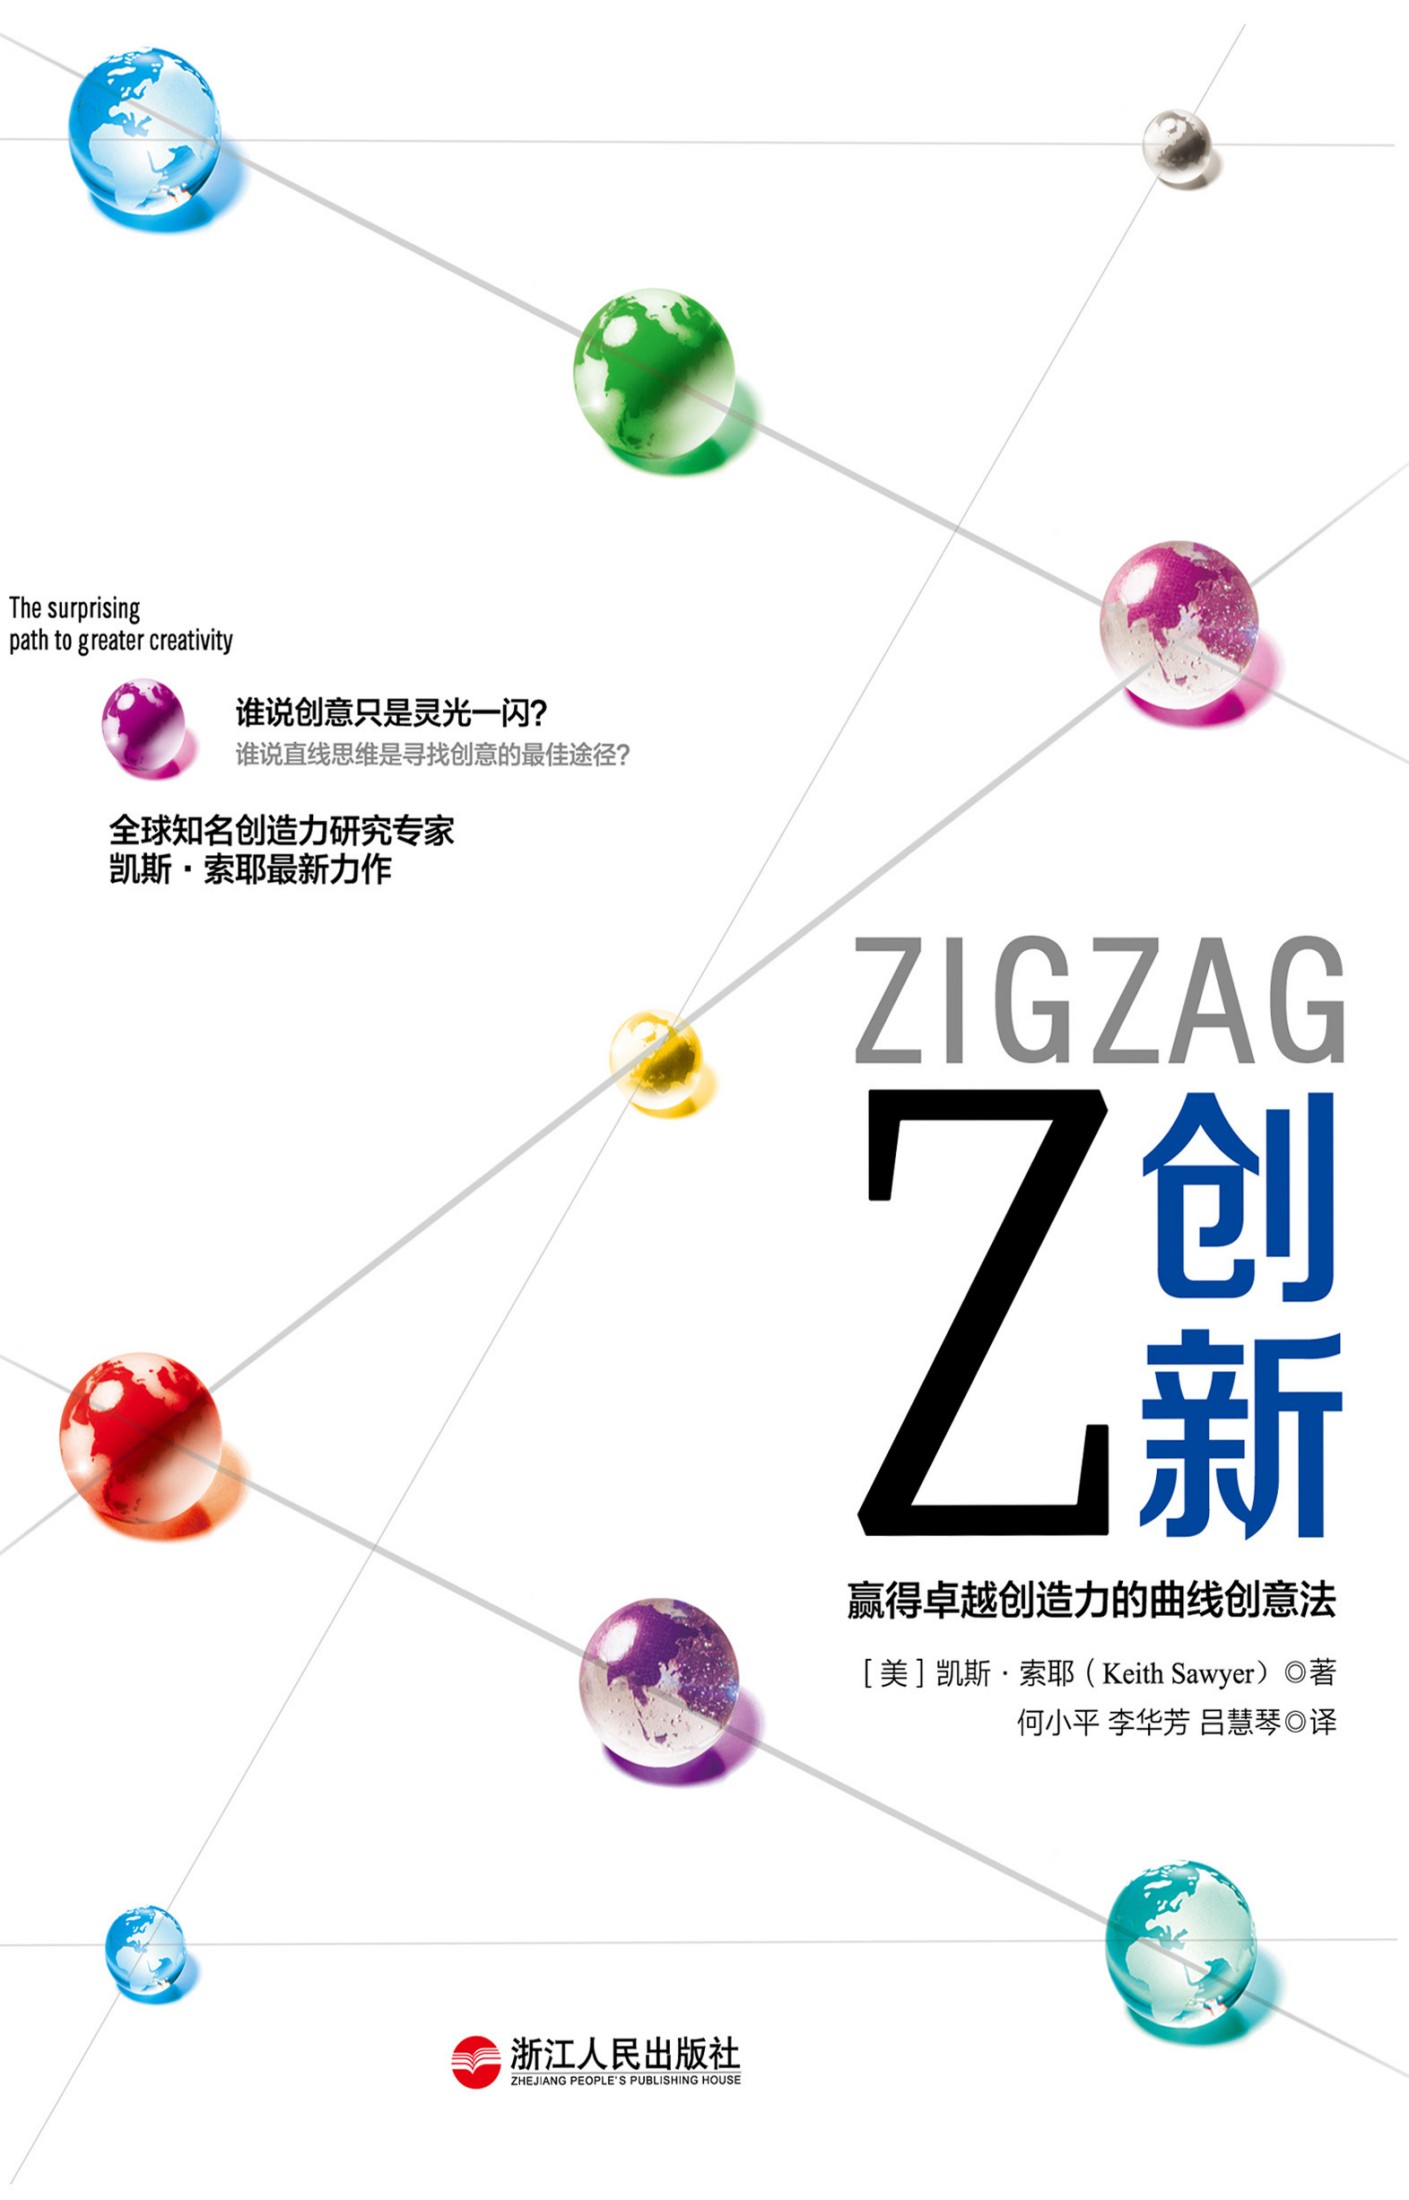 The surprising
path to greater creativity
谁说创意只是灵光一闪?
谁说直线思维是寻找创意的最佳途径?
全球知名创造力研究专家
凯斯·索耶最新力作
ZIGZAG
Z创新
赢得卓越创造力的曲线创意法
[美]凯斯·索耶(Keith Sawyer)◎著
何小平 李华芳 吕慧琴◎译
浙江人民出版社
ZHEJIANG PEOPLE'S PUBLISHING HOUSE